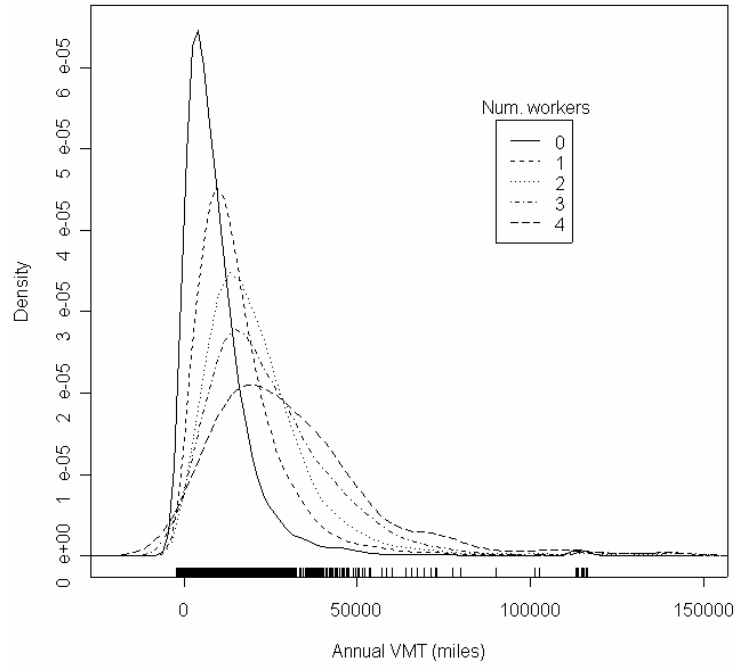 Num. workers
0
1
2
3
4
Density
0 e+00
1 e-05
2 e-05
3 e-05
4 e-05
5 e-05
6 e-05
0
50000
100000
150000
Annual VMT (miles)